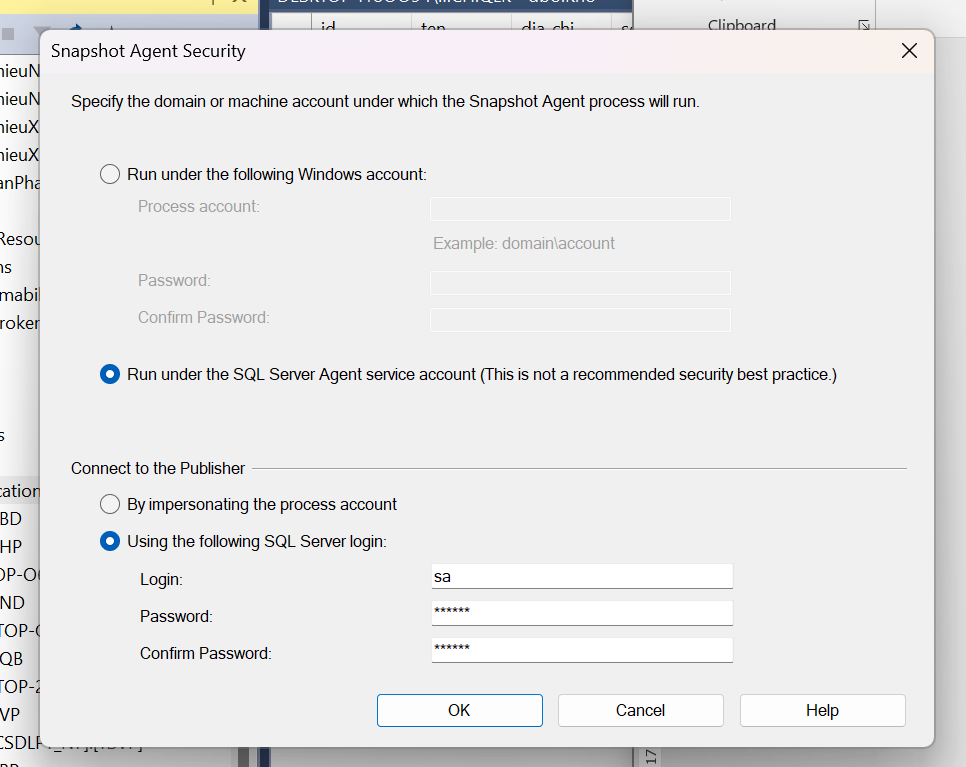 id
ten
dia_chi
Clipboard
Snapshot Agent Security
Specify the domain or machine account under which the Snapshot Agent process will run.
Run under the following Windows account:
Process account:
Example: domain\account
Password:
Confirm Password:
Run under the SQL Server Agent service account (This is not a recommended security best practice.)
Connect to the Publisher
By impersonating the process account
Using the following SQL Server login:
Login:
sa
Password:
******
Confirm Password:
******
OK
Cancel
Help
hieuN
hieuN
hieuX
hieuX
anPha
Resou
ns
mabil
roker
s
cation
BD
HP
ND
QB
VP
17